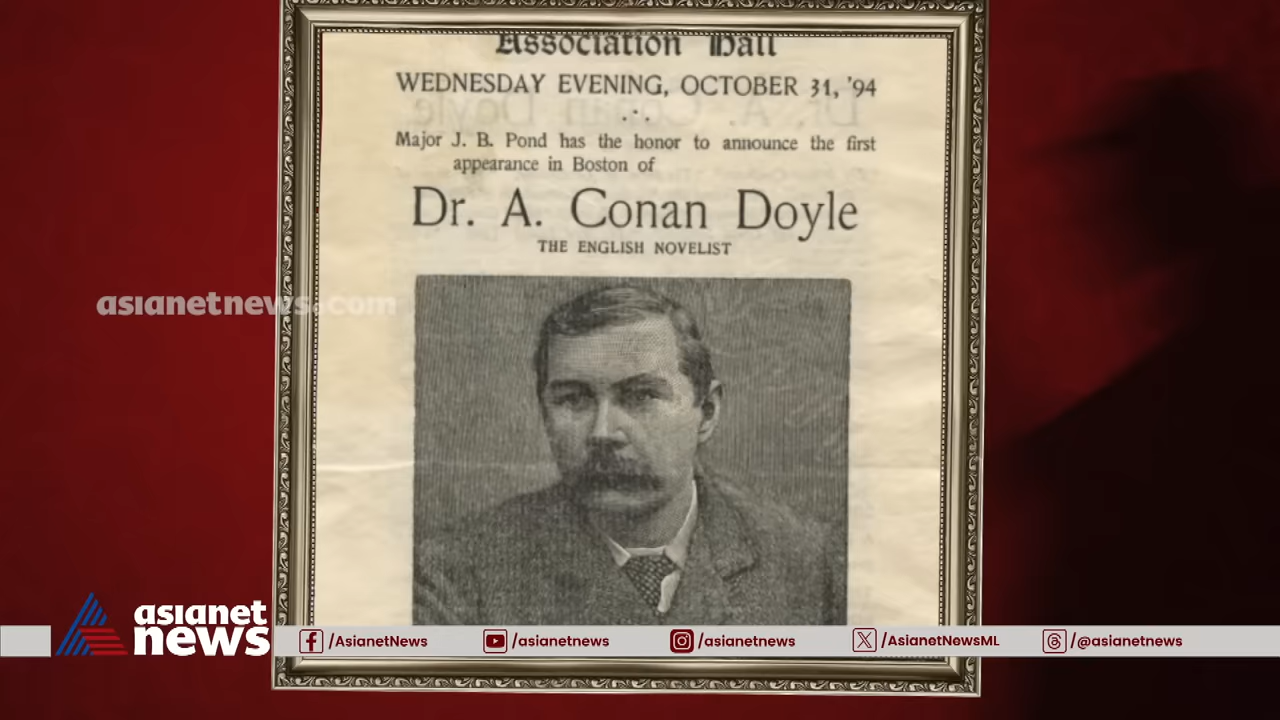 Association Hall
WEDNESDAY EVENING, OCTOBER 31, '94
Major J. B. Pond has the honor to announce the first
appearance in Boston of
Dr. A. Conan Doyle
THE ENGLISH NOVELIST
asianetnews.com
asianet
news
/AsianetNews
/asianetnews
/asianetnews
/AsianetNewsML
/@asianetnews